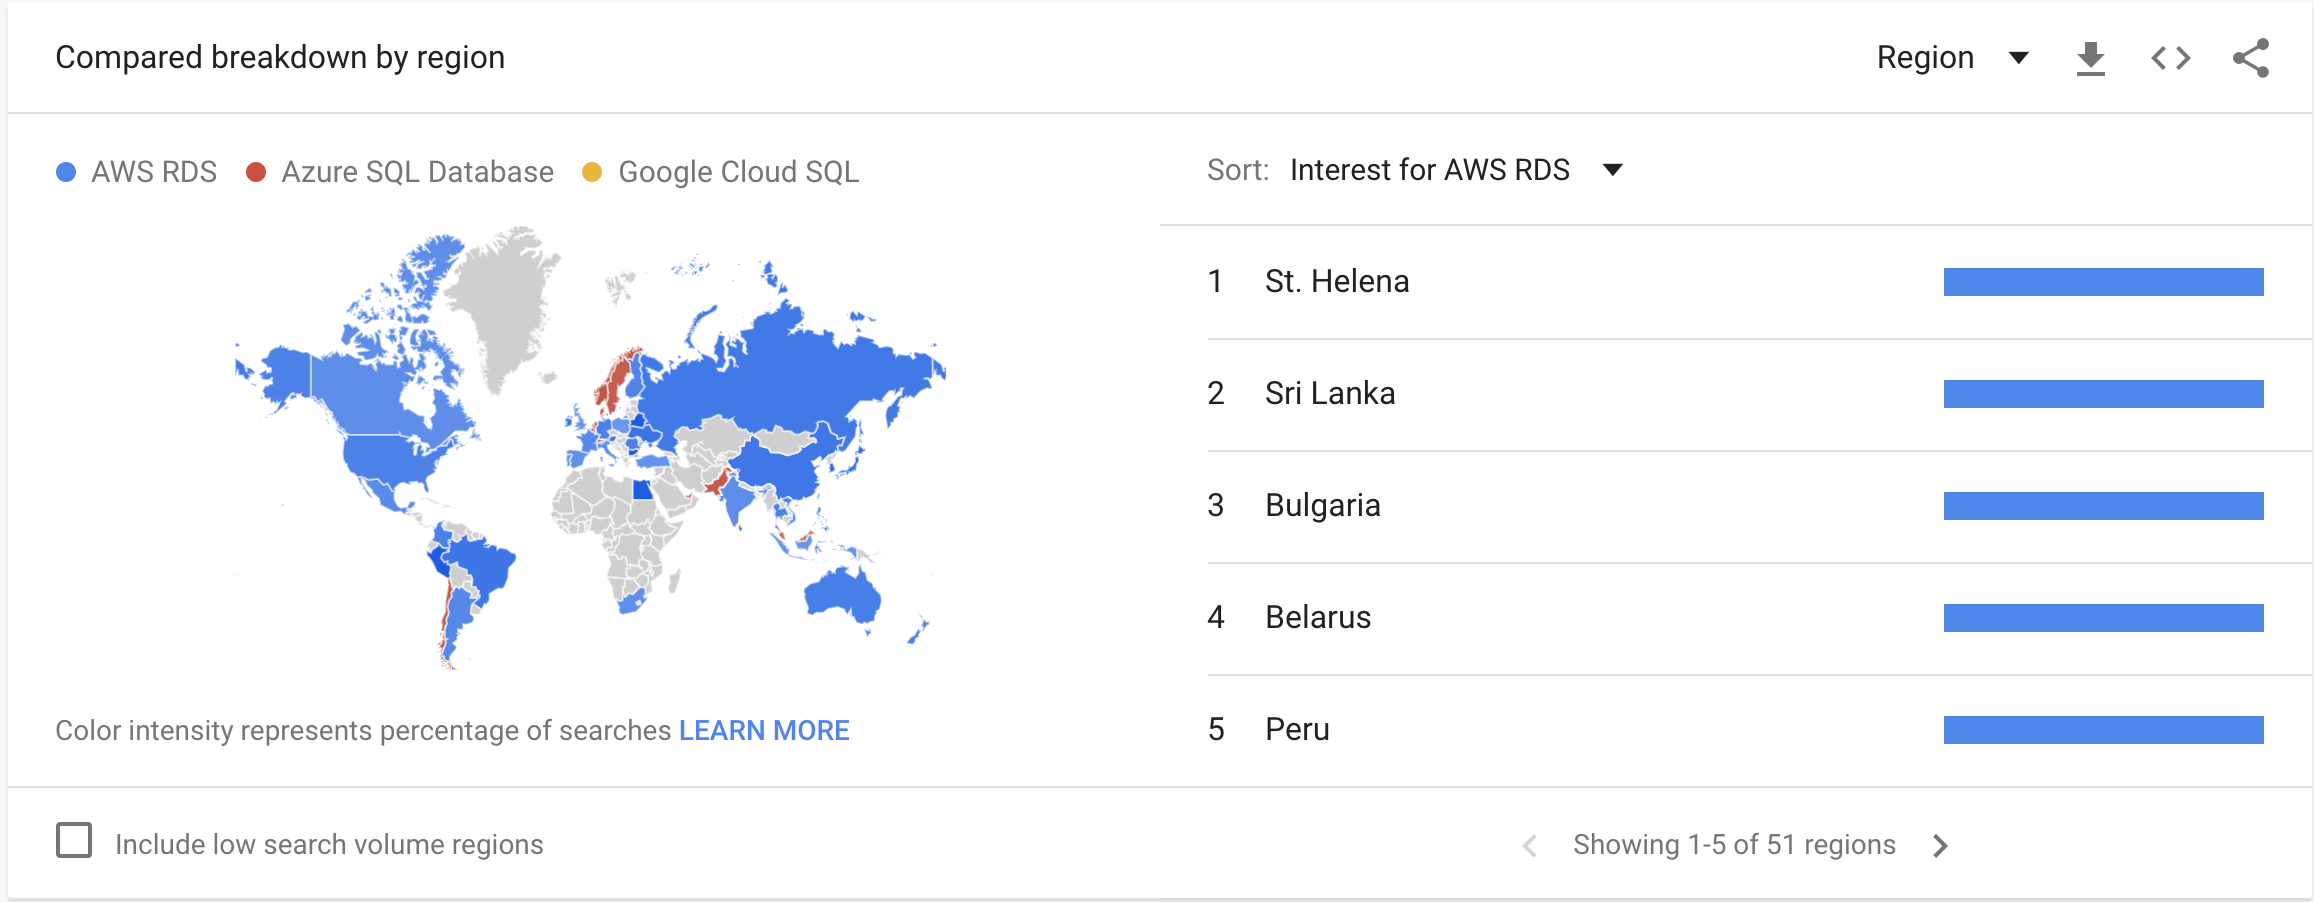 Compared breakdown by region
Region
AWS RDS
Azure SQL Database
Google Cloud SQL
Sort: Interest for AWS RDS
1 St. Helena
2 Sri Lanka
3 Bulgaria
4 Belarus
5 Peru
Color intensity represents percentage of searches LEARN MORE
Include low search volume regions
Showing 1-5 of 51 regions